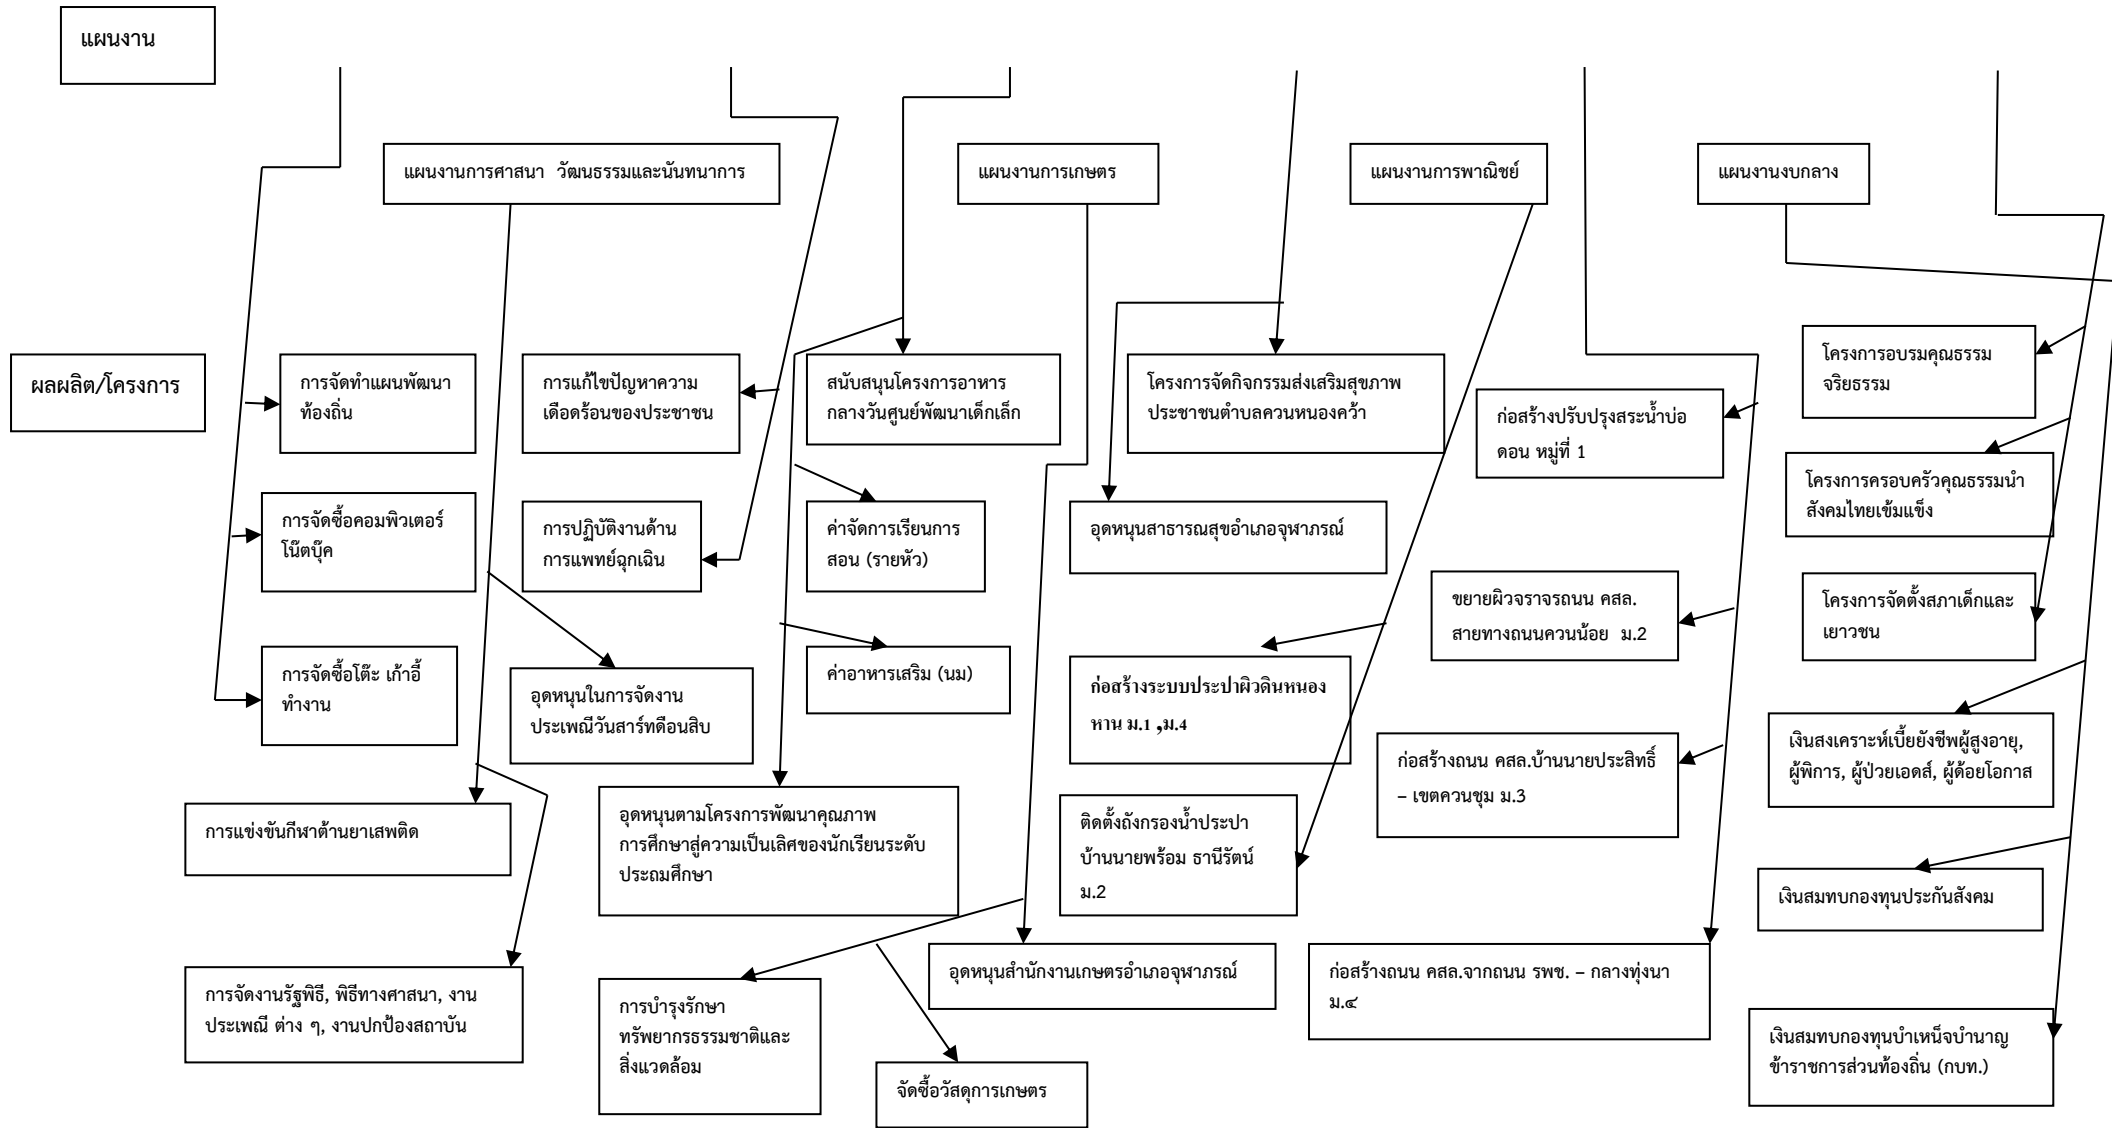 แผนงาน
แผนงานการศาสนา วัฒนธรรมและนันทนาการ
แผนงานการเกษตร
แผนงานการพาณิชย์
แผนงานงบกลาง
ผลผลิต/โครงการ
การจัดทำแผนพัฒนา
ท้องถิ่น
การแก้ไขปัญหาความ
เดือดร้อนของประชาชน
สนับสนุนโครงการอาหาร
กลางวันศูนย์พัฒนาเด็กเล็ก
โครงการจัดกิจกรรมส่งเสริมสุขภาพ
ประชาชนตำบลควนหนองคว้า
ก่อสร้างปรับปรุงสระน้ำบ่อ
ดอน หมู่ที่ 1
โครงการอบรมคุณธรรม
จริยธรรม
การจัดซื้อคอมพิวเตอร์
โน๊ตบุ๊ค
การปฏิบัติงานด้าน
การแพทย์ฉุกเฉิน
ค่าจัดการเรียนการ
สอน (รายหัว)
อุดหนุนสาธารณสุขอำเภอจุฬาภรณ์
โครงการครอบครัวคุณธรรมนำ
สังคมไทยเข้มแข็ง
ขยายผิวจราจรถนน คสล.
สายทางถนนควนน้อย ม.2
โครงการจัดตั้งสภาเด็กและ
เยาวชน
การจัดซื้อโต๊ะ เก้าอี้
ทำงาน
อุดหนุนในการจัดงาน
ประเพณีวันสาร์ทดือนสิบ
ค่าอาหารเสริม (นม)
ก่อสร้างระบบประปาผิวดินหนอง
หาน ม.1 ,ม.4
ก่อสร้างถนน คสล.บ้านนายประสิทธิ์
– เขตควนชุม ม.3
เงินสงเคราะห์เบี้ยยังชีพผู้สูงอายุ,
ผู้พิการ, ผู้ป่วยเอดส์, ผู้ด้อยโอกาส
การแข่งขันกีฬาต้านยาเสพติด
อุดหนุนตามโครงการพัฒนาคุณภาพ
การศึกษาสู่ความเป็นเลิศของนักเรียนระดับ
ประถมศึกษา
ติดตั้งถังกรองน้ำประปา
บ้านนายพร้อม ธานีรัตน์
ม.2
เงินสมทบกองทุนประกันสังคม
การจัดงานรัฐพิธี, พิธีทางศาสนา, งาน
ประเพณี ต่าง ๆ, งานปกป้องสถาบัน
การบำรุงรักษา
ทรัพยากรธรรมชาติและ
สิ่งแวดล้อม
อุดหนุนสำนักงานเกษตรอำเภอจุฬาภรณ์
ก่อสร้างถนน คสล.จากถนน รพช. – กลางทุ่งนา
ม.๔
จัดซื้อวัสดุการเกษตร
เงินสมทบกองทุนบำเหน็จบำนาญ
ข้าราชการส่วนท้องถิ่น (กบท.)